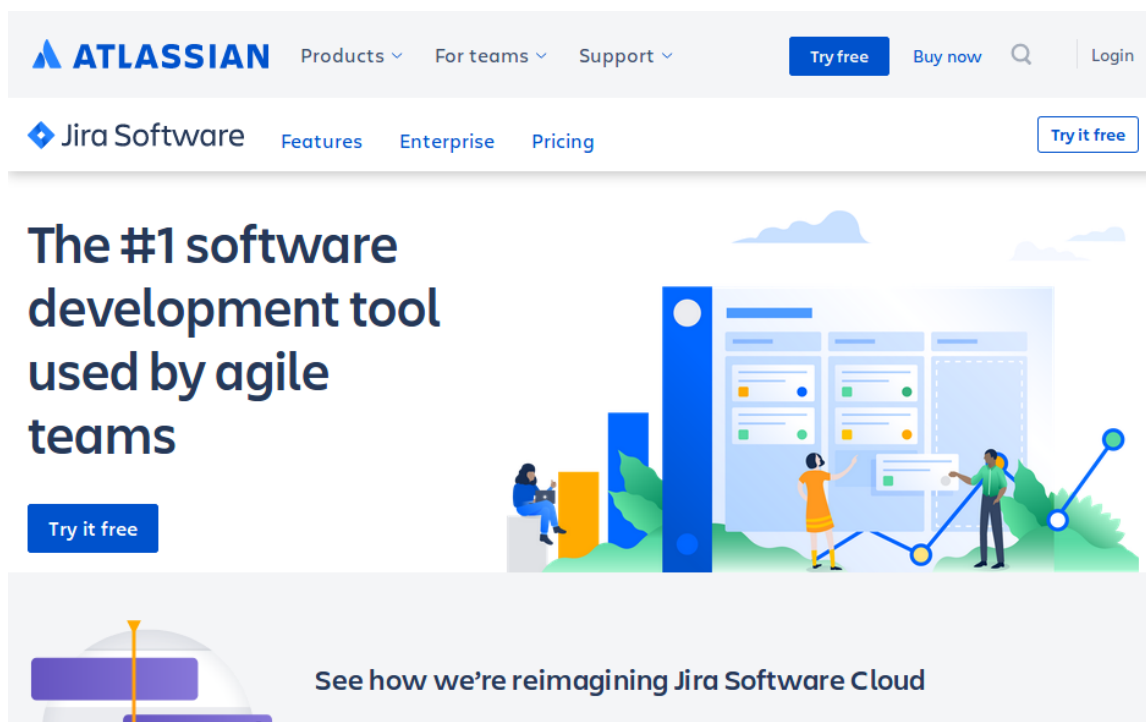 ATLASSIAN Products For teams Support Try free Buy now Login
Jira Software Features Enterprise Pricing Try it free
The #1 software
development tool
used by agile
teams
Try it free
See how we're reimagining Jira Software Cloud